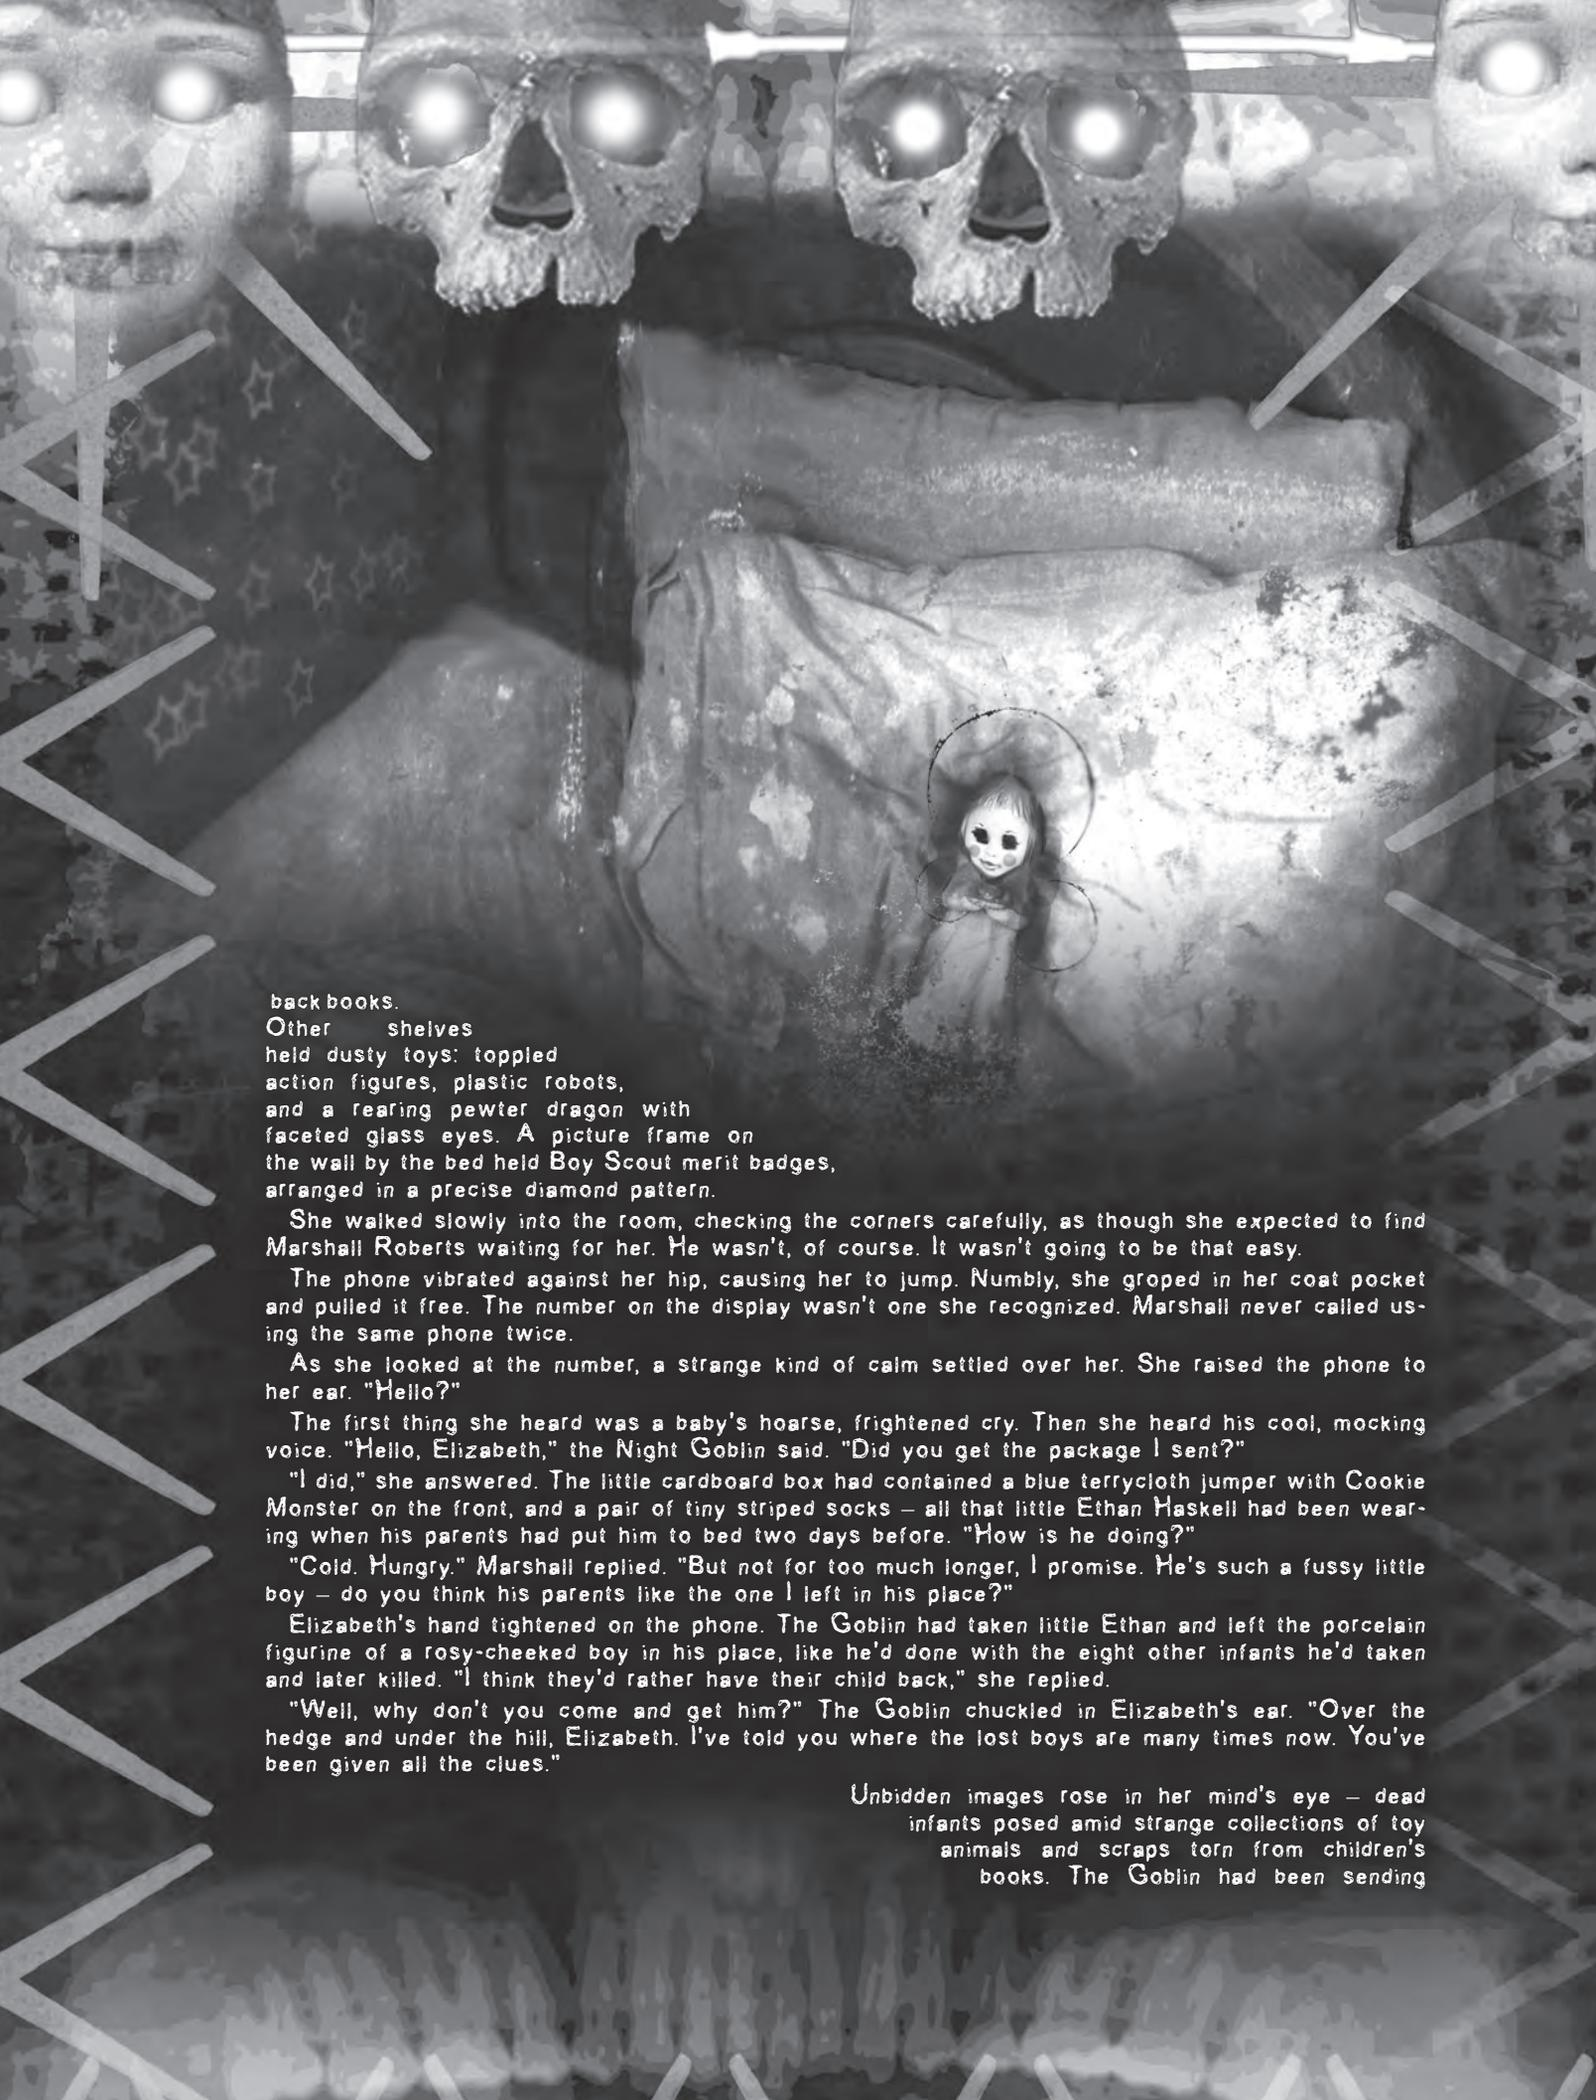 back books.
Other shelves
held dusty toys: toppled
action figures, plastic robots,
and a rearing pewter dragon with
faceted glass eyes. A picture frame on
the wall by the bed held Boy Scout merit badges,
arranged in a precise diamond pattern.
She walked slowly into the room, checking the corners carefully, as though she expected to find
Marshall Roberts waiting for her. He wasn't, of course. It wasn't going to be that easy.
The phone vibrated against her hip, causing her to jump. Numbly, she groped in her coat pocket
and pulled it free. The number on the display wasn't one she recognized. Marshall never called us-
ing the same phone twice.
As she looked at the number, a strange kind of calm settled over her. She raised the phone to
her ear. "Hello?"
The first thing she heard was a baby's hoarse, frightened cry. Then she heard his cool, mocking
voice. "Hello, Elizabeth," the Night Goblin said. "Did you get the package I sent?"
"I did," she answered. The little cardboard box had contained a blue terrycloth jumper with Cookie
Monster on the front, and a pair of tiny striped socks – all that little Ethan Haskell had been wear-
ing when his parents had put him to bed two days before. "How is he doing?"
"Cold. Hungry." Marshall replied. "But not for too much longer, I promise. He's such a fussy little
boy – do you think his parents like the one I left in his place?"
Elizabeth's hand tightened on the phone. The Goblin had taken little Ethan and left the porcelain
figurine of a rosy-cheeked boy in his place, like he'd done with the eight other infants he'd taken
and later killed. "I think they'd rather have their child back," she replied.
"Well, why don't you come and get him?" The Goblin chuckled in Elizabeth's ear. "Over the
hedge and under the hill, Elizabeth. I've told you where the lost boys are many times now. You've
been given all the clues."
Unbidden images rose in her mind's eye – dead
infants posed amid strange collections of toy
animals and scraps torn from children's
books. The Goblin had been sending